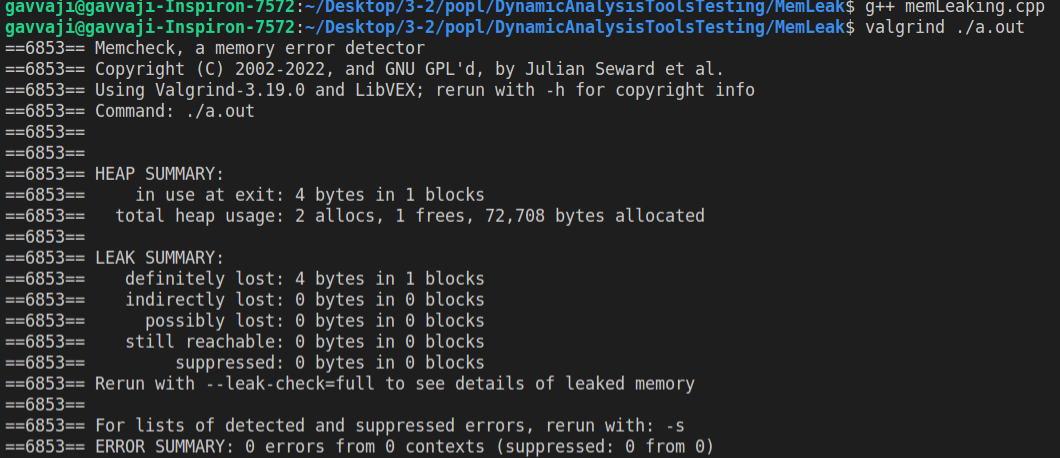 gavvaji@gavvaji-Inspiron-7572:~/Desktop/3-2/popl/DynamicAnalysisToolsTesting/MemLeak$ g++ memLeaking.cpp
gavvaji@gavvaji-Inspiron-7572:~/Desktop/3-2/popl/DynamicAnalysisToolsTesting/MemLeak$ valgrind ./a.out
==6853== Memcheck, a memory error detector
==6853== Copyright (C) 2002-2022, and GNU GPL'd, by Julian Seward et al.
==6853== Using Valgrind-3.19.0 and LibVEX; rerun with -h for copyright info
==6853== Command: ./a.out
==6853==
==6853==
==6853== HEAP SUMMARY:
==6853==     in use at exit: 4 bytes in 1 blocks
==6853==   total heap usage: 2 allocs, 1 frees, 72,708 bytes allocated
==6853==
==6853== LEAK SUMMARY:
==6853==    definitely lost: 4 bytes in 1 blocks
==6853==    indirectly lost: 0 bytes in 0 blocks
==6853==      possibly lost: 0 bytes in 0 blocks
==6853==    still reachable: 0 bytes in 0 blocks
==6853==         suppressed: 0 bytes in 0 blocks
==6853== Rerun with --leak-check=full to see details of leaked memory
==6853==
==6853== For lists of detected and suppressed errors, rerun with: -s
==6853== ERROR SUMMARY: 0 errors from 0 contexts (suppressed: 0 from 0)